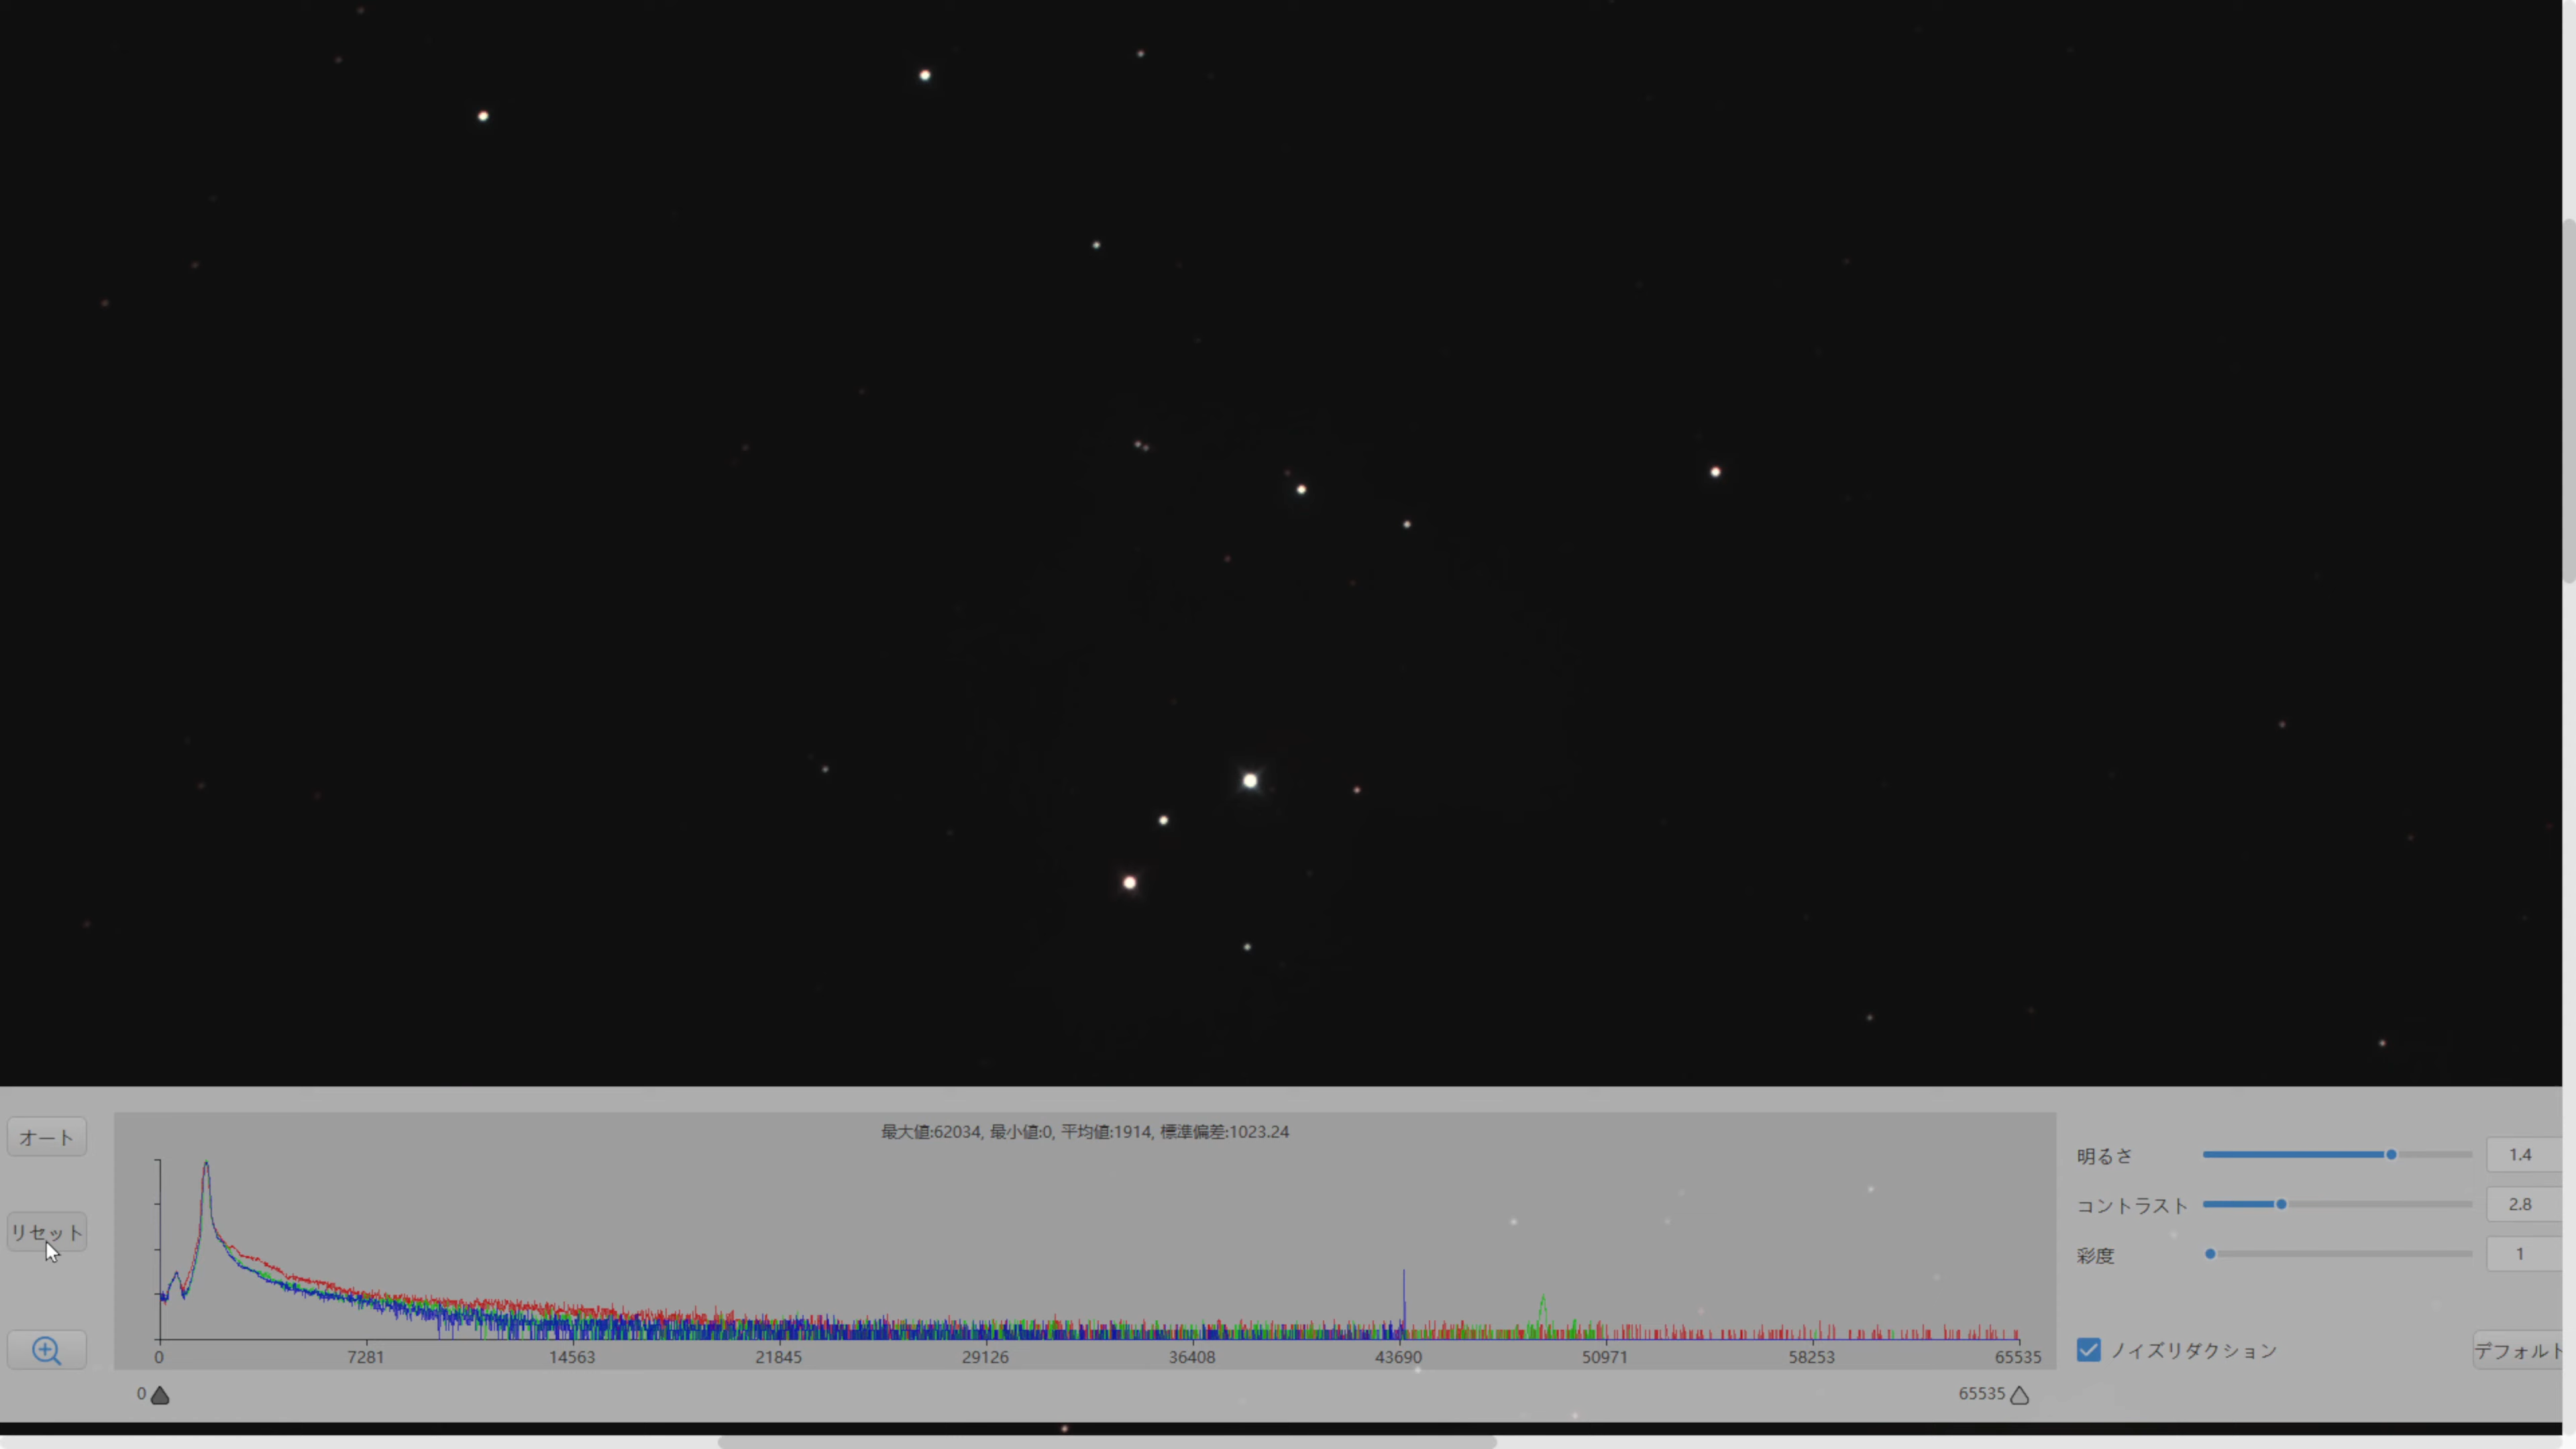 オート
最大値:62034, 最小値:0, 平均値:1914, 標準偏差:1023.24
明るさ 1.4
リセット
コントラスト 2.8
彩度 1
0 7281 14563 21845 29126 36408 43690 50971 58253 65535
ノイズリダクション デフォルト
0 65535